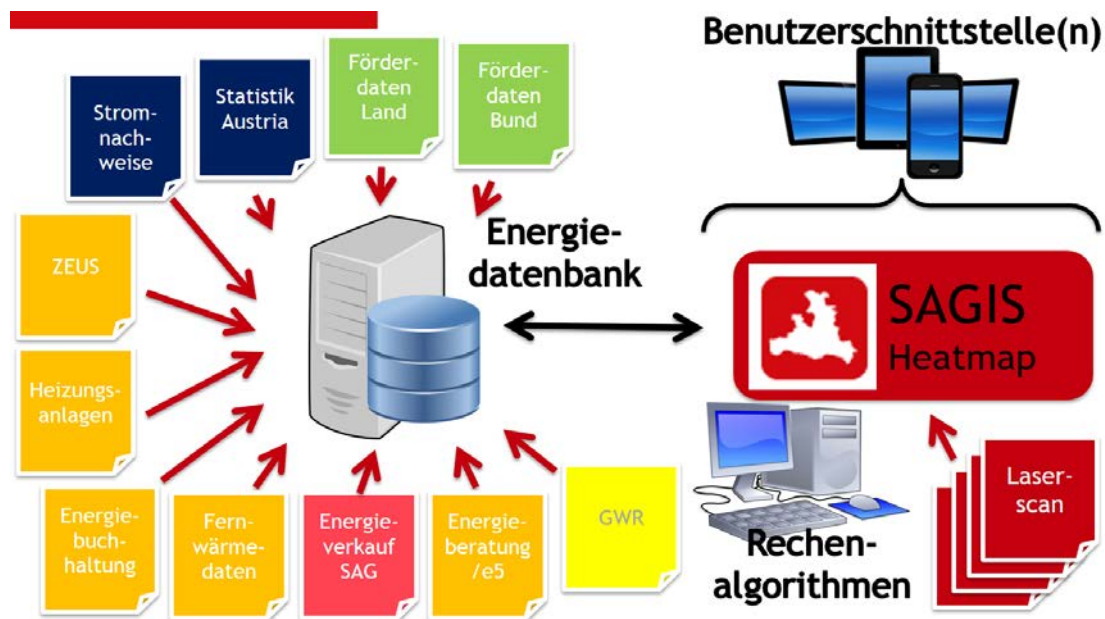 Strom-
nach-
weise
Statistik
Austria
Förder-
daten
Land
Förder-
daten
Bund
Benutzerschnittstelle(n)
ZEUS
Heizungs-
anlagen
Energie-
datenbank
SAGIS
Heatmap
Energie-
buch-
haltung
Fern-
wärme-
daten
Energie-
verkauf
SAG
Energie-
beratung
/e5
GWR
Rechen-
algorithmen
Laser-
scan